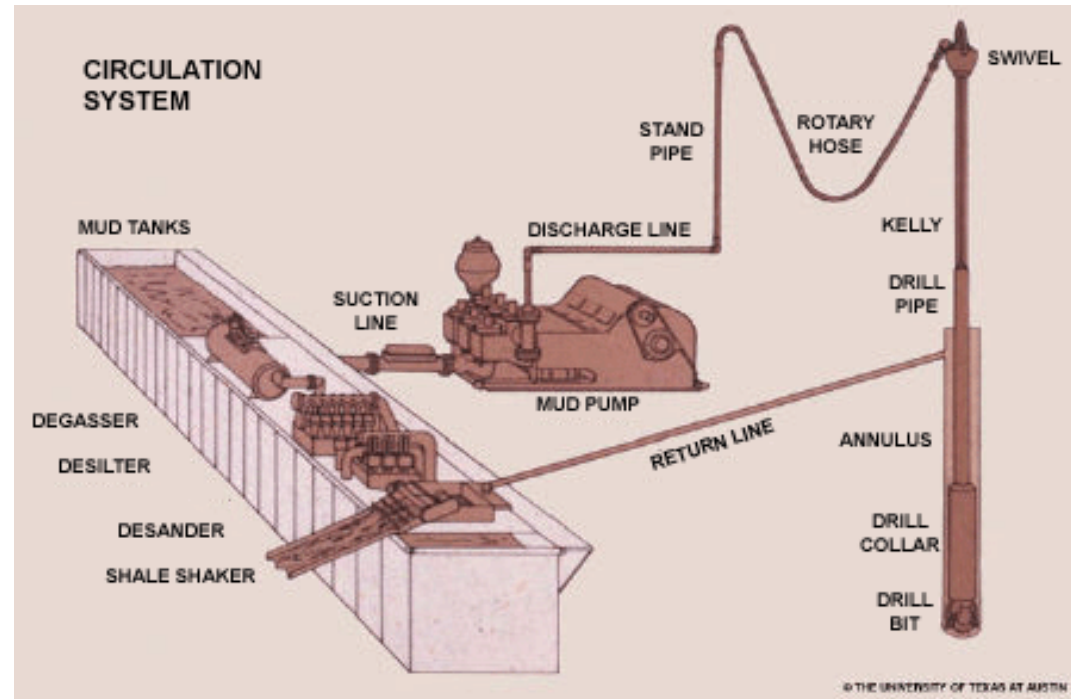 CIRCULATION
SYSTEM
SWIVEL
STAND
PIPE
ROTARY
HOSE
MUD TANKS
DISCHARGE LINE
KELLY
SUCTION
LINE
DRILL
PIPE
MUD PUMP
DEGASSER
RETURN LINE
ANNULUS
DESILTER
DESANDER
DRILL
COLLAR
SHALE SHAKER
DRILL
BIT
© THE UNIVERSITY OF TEXAS AT AUSTIN